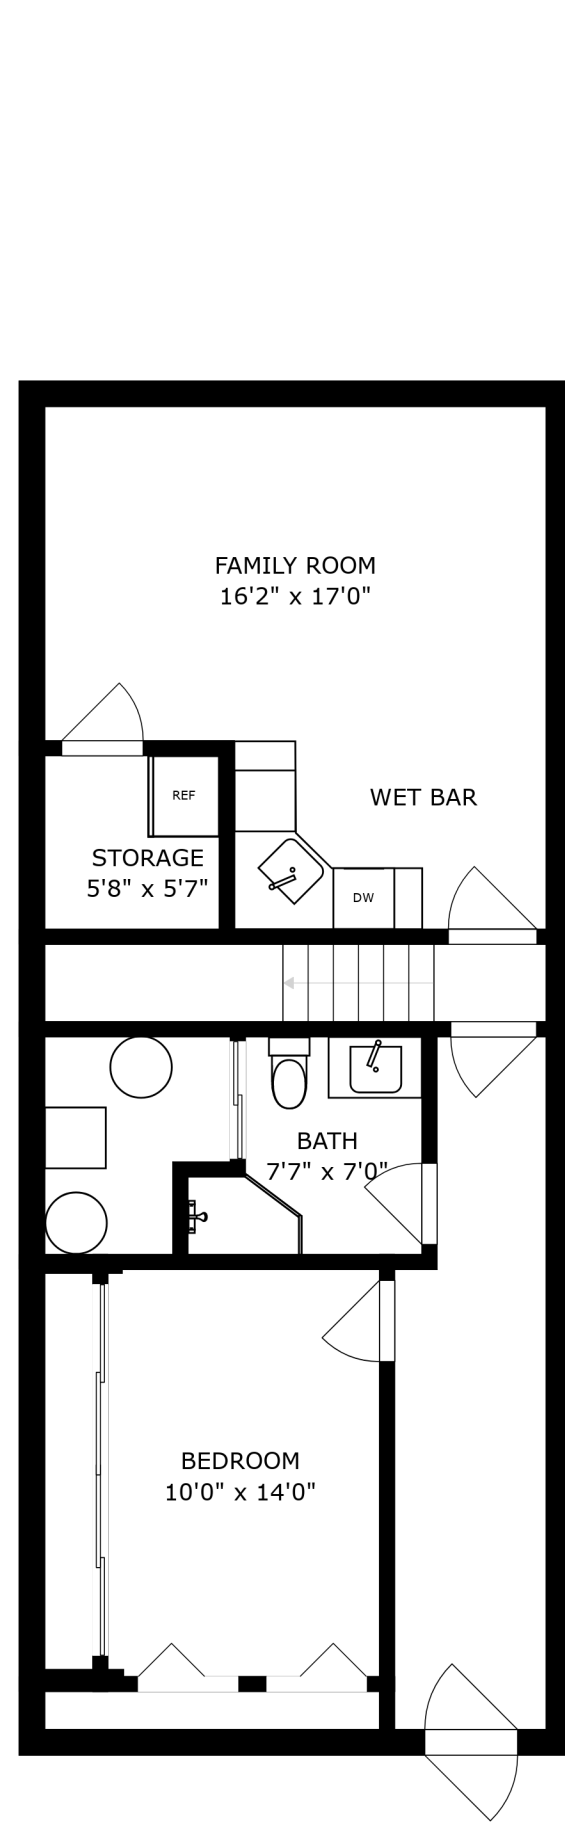 FAMILY ROOM
16'2" x 17'0"
REF
WET BAR
STORAGE
5'8" x 5'7"
DW
BATH
7'7" x 7'0"
BEDROOM
10'0" x 14'0"